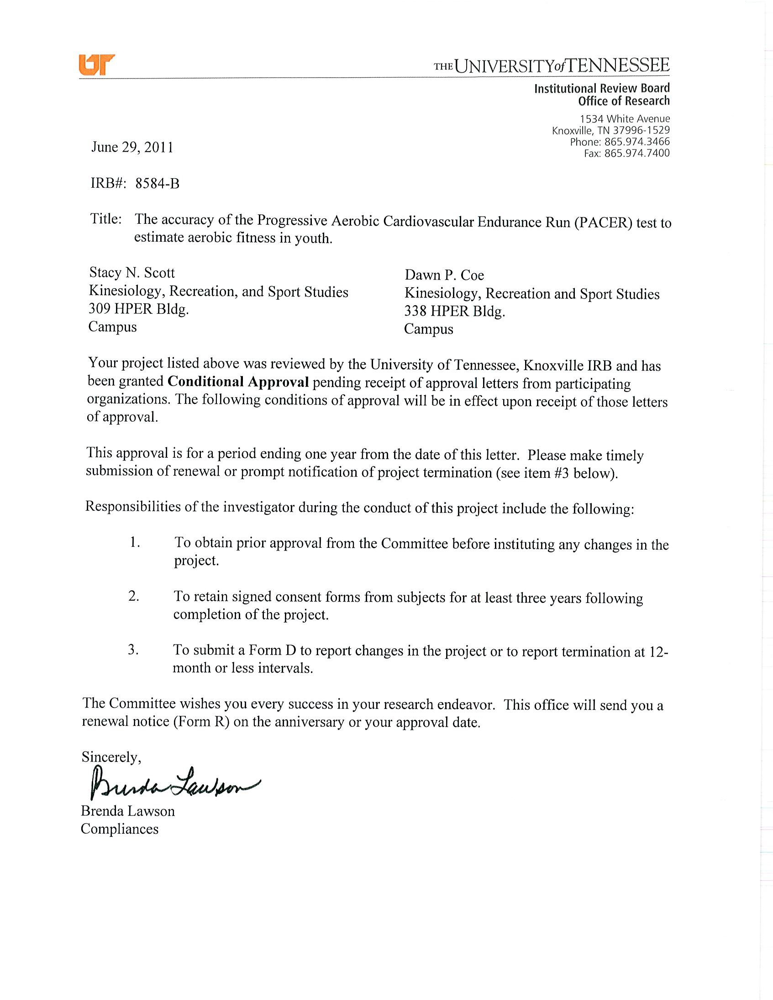 UT
THE UNIVERSITY of TENNESSEE
Institutional Review Board
Office of Research
1534 White Avenue
Knoxville, TN 37996-1529
Phone: 865.974.3466
Fax: 865.974.7400
June 29, 2011
IRB#: 8584-B
Title: The accuracy of the Progressive Aerobic Cardiovascular Endurance Run (PACER) test to
estimate aerobic fitness in youth.
Stacy N. Scott
Kinesiology, Recreation, and Sport Studies
309 HPER Bldg.
Campus
Dawn P. Coe
Kinesiology, Recreation and Sport Studies
338 HPER Bldg.
Campus
Your project listed above was reviewed by the University of Tennessee, Knoxville IRB and has
been granted Conditional Approval pending receipt of approval letters from participating
organizations. The following conditions of approval will be in effect upon receipt of those letters
of approval.
This approval is for a period ending one year from the date of this letter. Please make timely
submission of renewal or prompt notification of project termination (see item #3 below).
Responsibilities of the investigator during the conduct of this project include the following:
1. To obtain prior approval from the Committee before instituting any changes in the
project.
2. To retain signed consent forms from subjects for at least three years following
completion of the project.
3. To submit a Form D to report changes in the project or to report termination at 12-
month or less intervals.
The Committee wishes you every success in your research endeavor. This office will send you a
renewal notice (Form R) on the anniversary or your approval date.
Sincerely,
Brenda Lawson
Brenda Lawson
Compliances